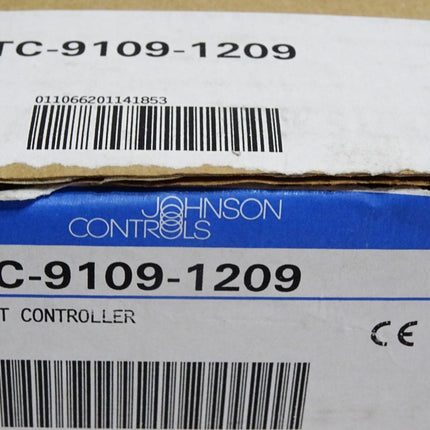 TC-9109-1209
011066201141853
JOHNSON
CONTROLS
C-9109-1209
T CONTROLLER
CE